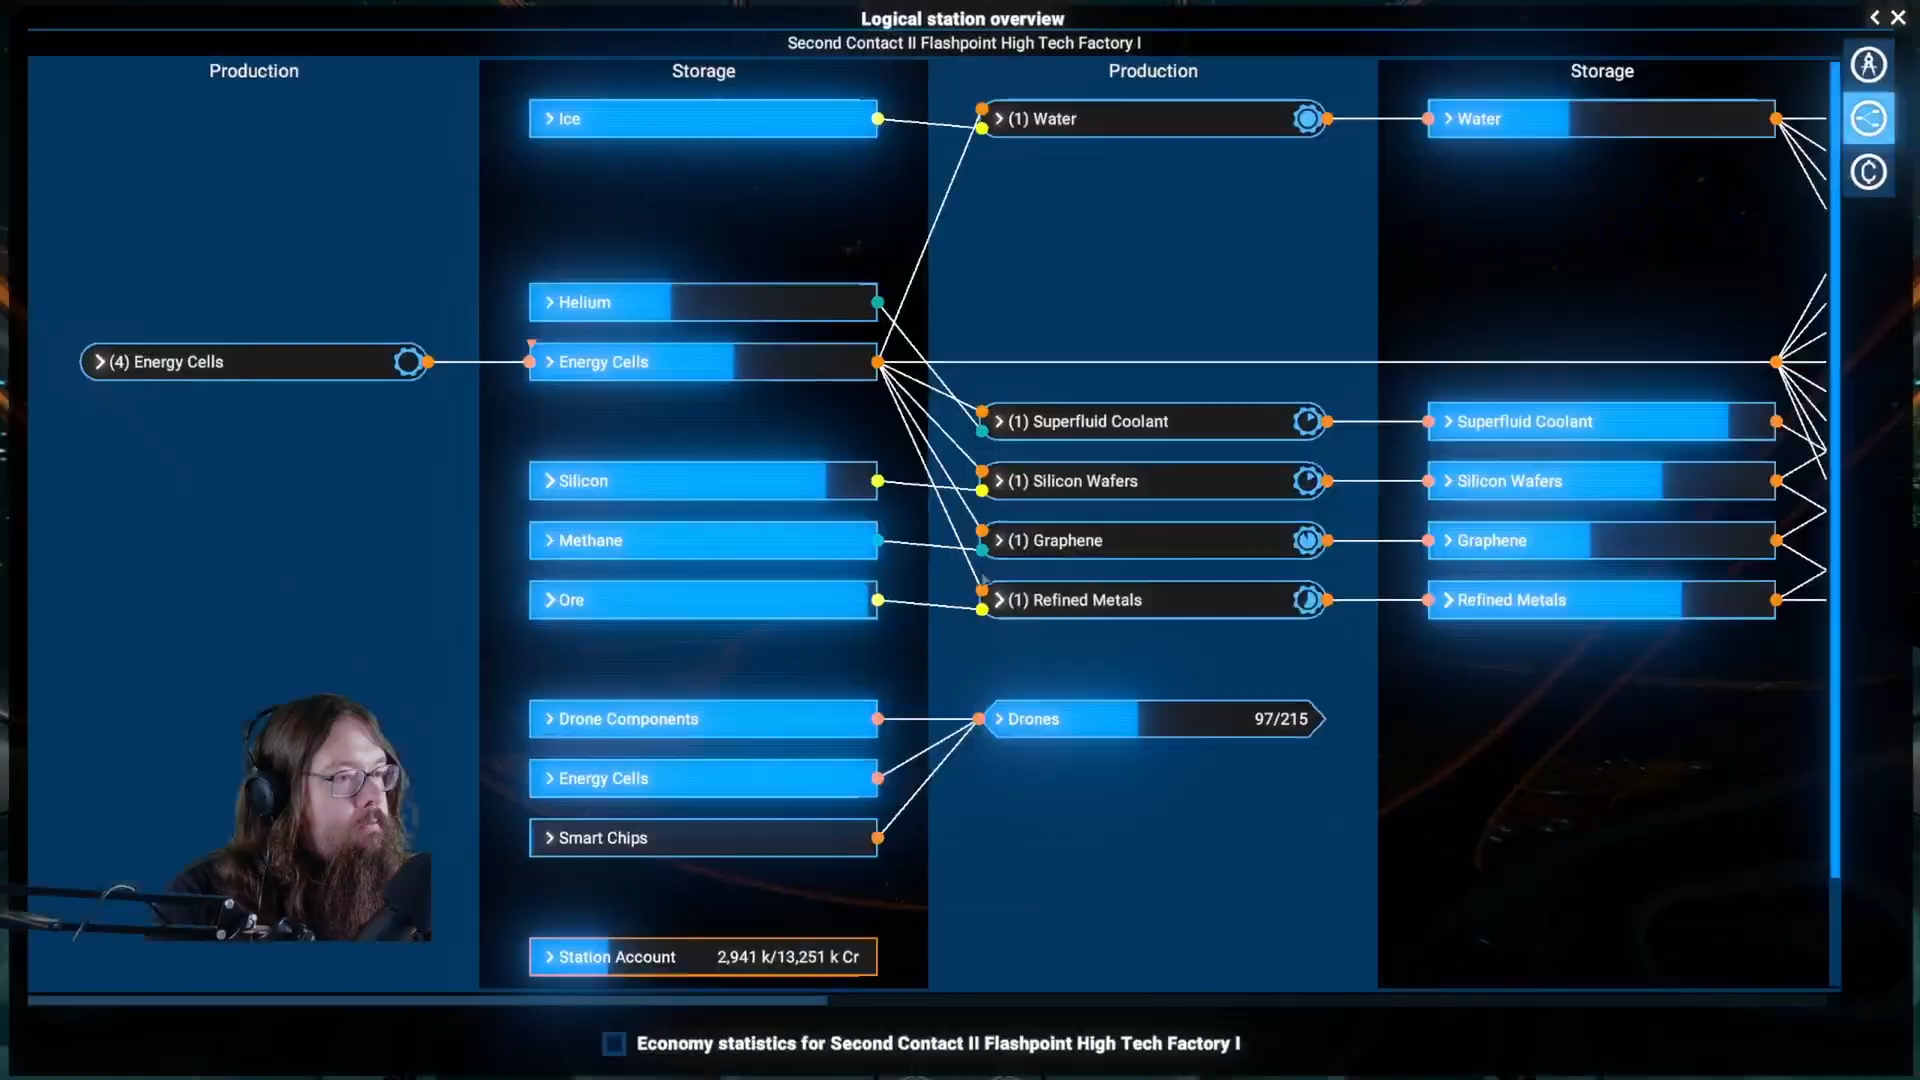 Logical station overview
Second Contact II Flashpoint High Tech Factory I
Production
Storage
Production
Storage
Ice
(1) Water
Water
Helium
(4) Energy Cells
Energy Cells
(1) Superfluid Coolant
Superfluid Coolant
Silicon
(1) Silicon Wafers
Silicon Wafers
Methane
(1) Graphene
Graphene
Ore
(1) Refined Metals
Refined Metals
Drone Components
Drones 97/215
Energy Cells
Smart Chips
Station Account 2,941 k/13,251 k Cr
Economy statistics for Second Contact II Flashpoint High Tech Factory I